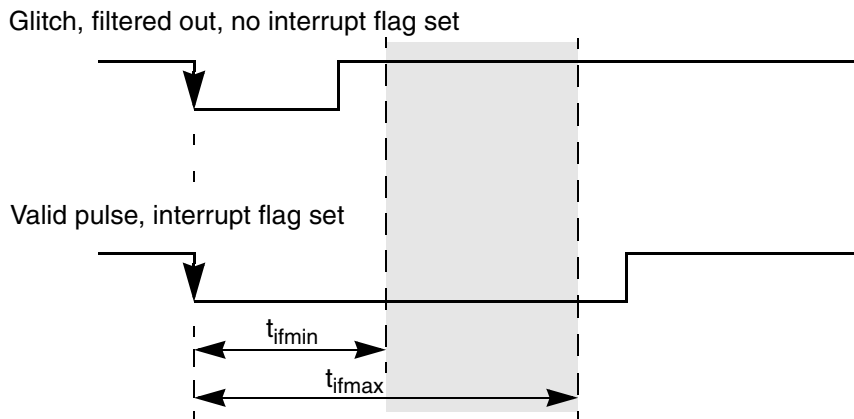 Glitch, filtered out, no interrupt flag set
Valid pulse, interrupt flag set
tifmin
tifmax